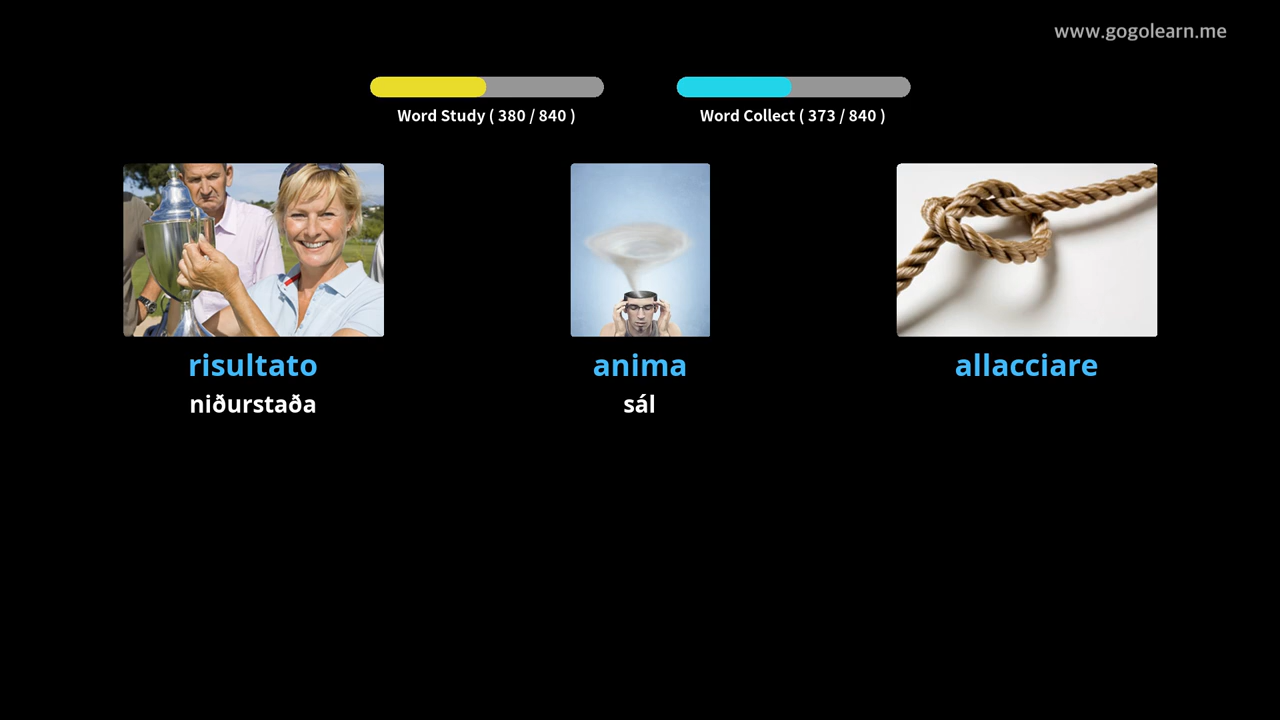 www.gogolearn.me
Word Study ( 380 / 840 )
Word Collect ( 373 / 840 )
risultato
niðurstaða
anima
sál
allacciare